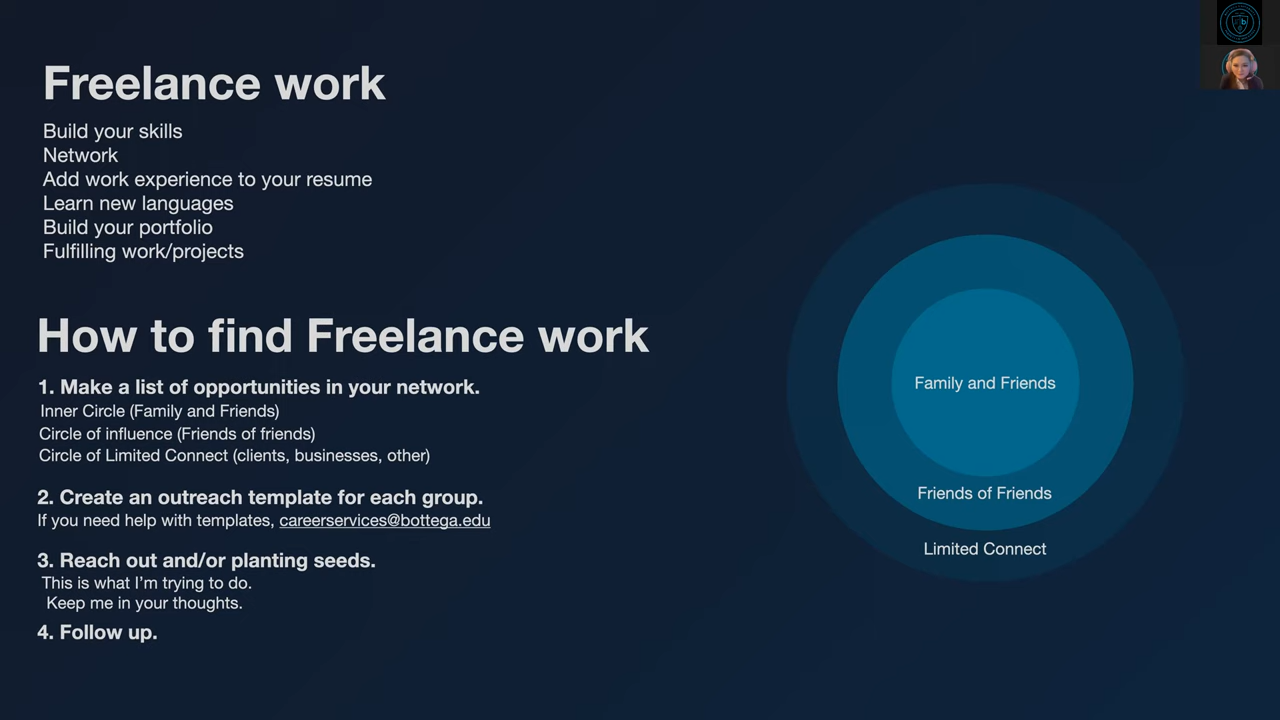 Freelance work
Build your skills
Network
Add work experience to your resume
Learn new languages
Build your portfolio
Fulfilling work/projects
How to find Freelance work
1. Make a list of opportunities in your network.
Inner Circle (Family and Friends)
Circle of influence (Friends of friends)
Circle of Limited Connect (clients, businesses, other)
2. Create an outreach template for each group.
If you need help with templates, careerservices@bottega.edu
3. Reach out and/or planting seeds.
This is what I’m trying to do.
Keep me in your thoughts.
4. Follow up.
Family and Friends
Friends of Friends
Limited Connect